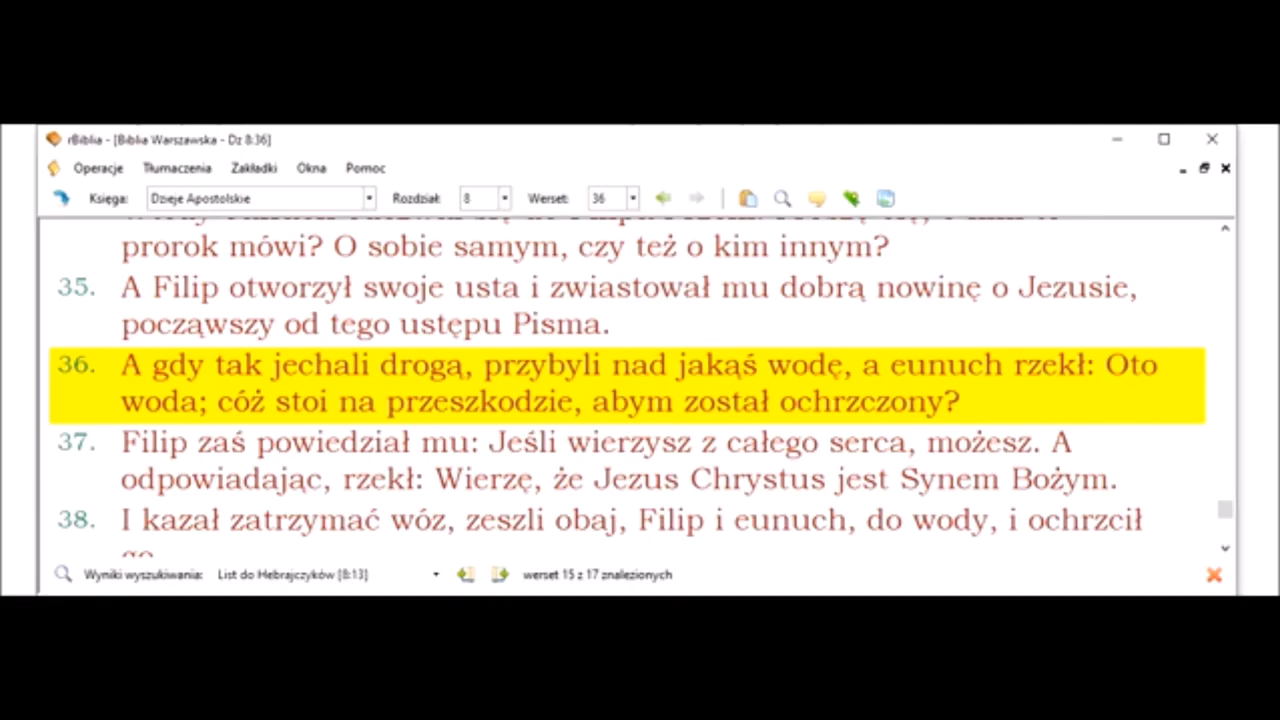 rBiblia - [Biblia Warszawska - Dz 8:36]
Operacje Tłumaczenia Zakładki Okna Pomoc
Księga: Dzieje Apostolskie Rozdział: 8 Werset: 36
prorok mówi? O sobie samym, czy też o kim innym?
35. A Filip otworzył swoje usta i zwiastował mu dobrą nowinę o Jezusie,
począwszy od tego ustępu Pisma.
36. A gdy tak jechali drogą, przybyli nad jakąś wodę, a eunuch rzekł: Oto
woda; cóż stoi na przeszkodzie, abym został ochrzczony?
37. Filip zaś powiedział mu: Jeśli wierzysz z całego serca, możesz. A
odpowiadając, rzekł: Wierzę, że Jezus Chrystus jest Synem Bożym.
38. I kazał zatrzymać wóz, zeszli obaj, Filip i eunuch, do wody, i ochrzcił
Wyniki wyszukiwania: List do Hebrajczyków [8:13] werset 15 z 17 znalezionych